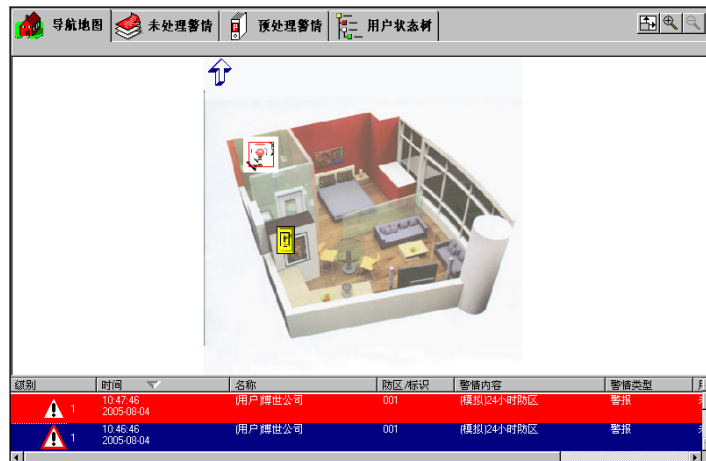 导航地图 未处理警情 预处理警情 用户状态树
级别 时间 名称 防区/标识 警情内容 警情类型
1 10:47:46 (用户)博世公司 001 (模拟)24小时防区 警报
2005-08-04
1 10:46:46 (用户)博世公司 001 (模拟)24小时防区 警报
2005-08-04